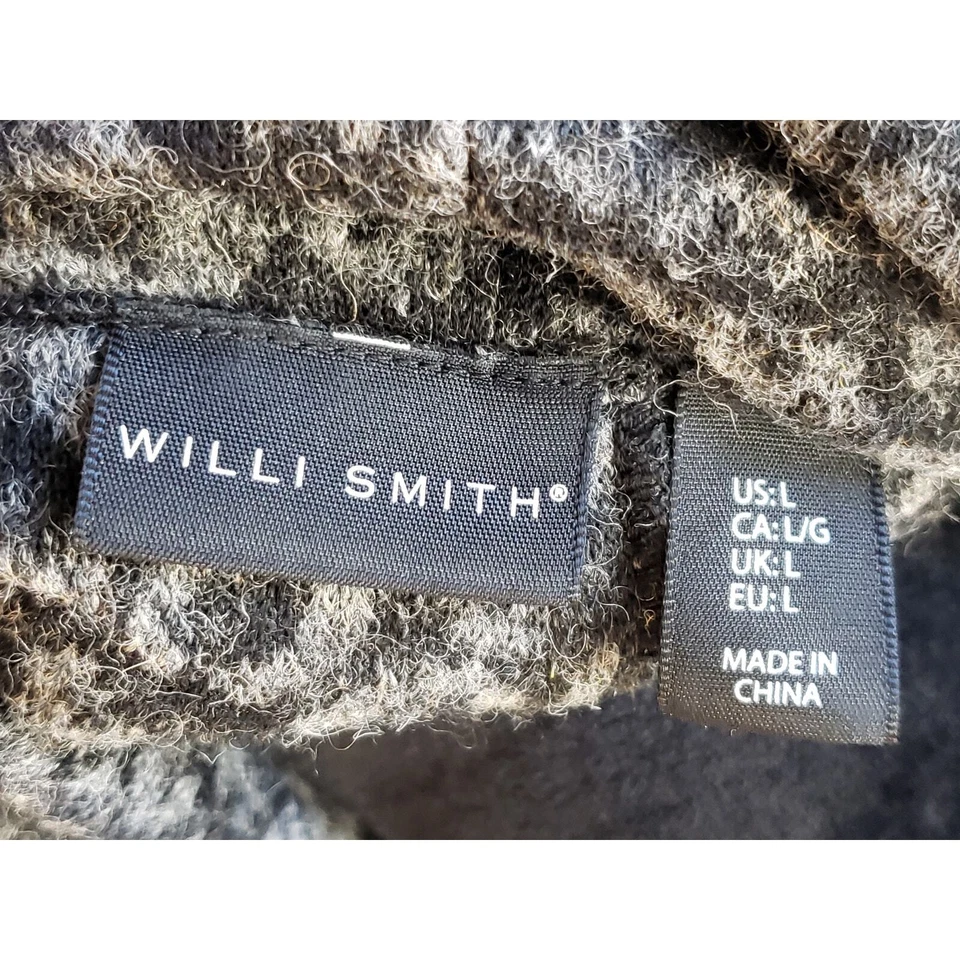 WILLI SMITH®
US:L
CA:L/G
UK:L
EU:L
MADE IN
CHINA